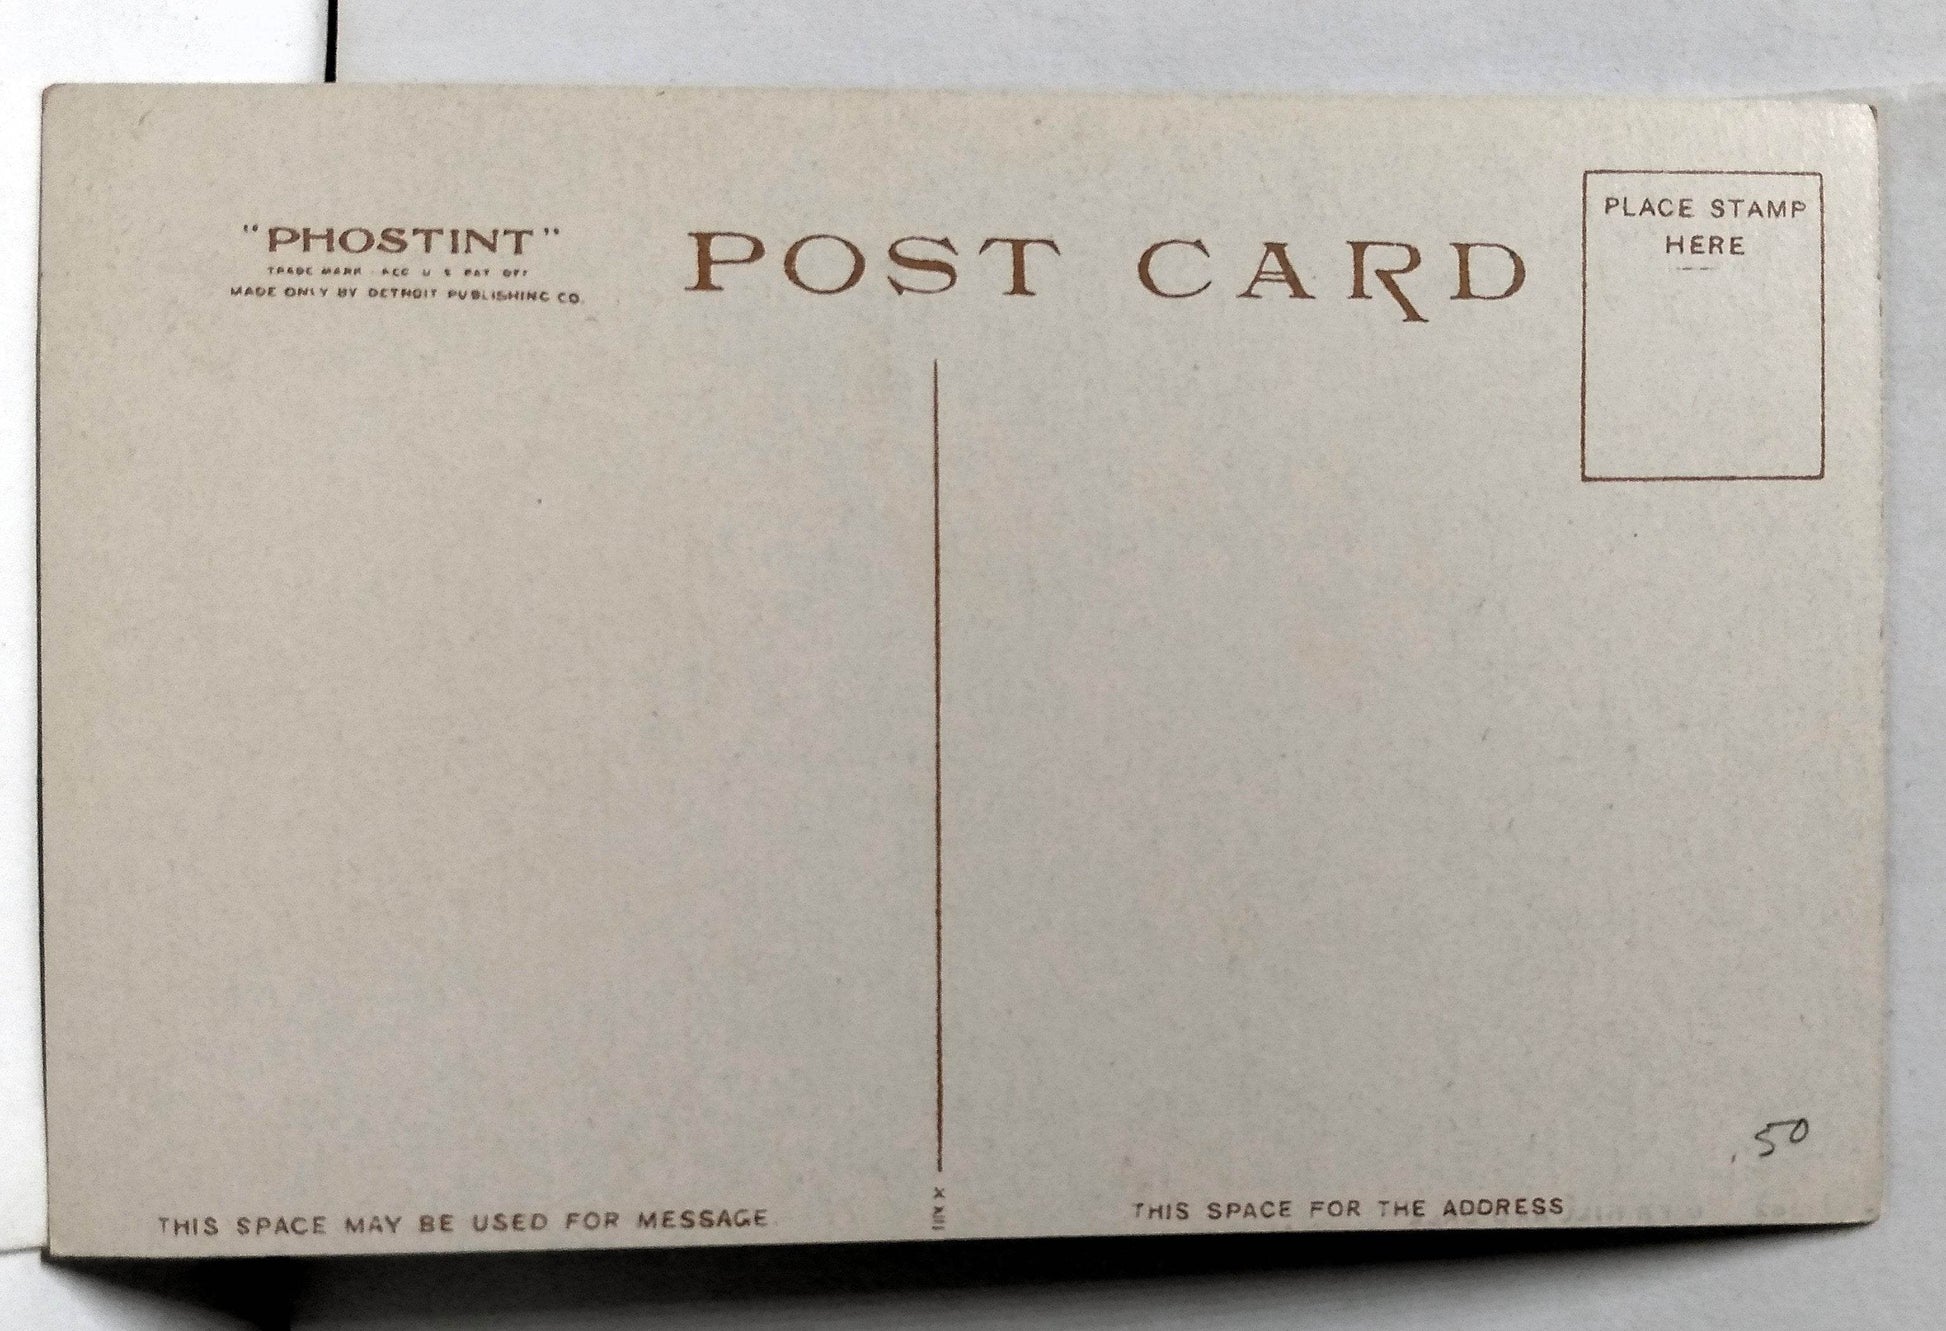 "PHOSTINT"
TRADE MARK REG U S PAT OFF
MADE ONLY BY DETROIT PUBLISHING CO.
POST CARD
PLACE STAMP
HERE
.50
THIS SPACE MAY BE USED FOR MESSAGE
THIS SPACE FOR THE ADDRESS